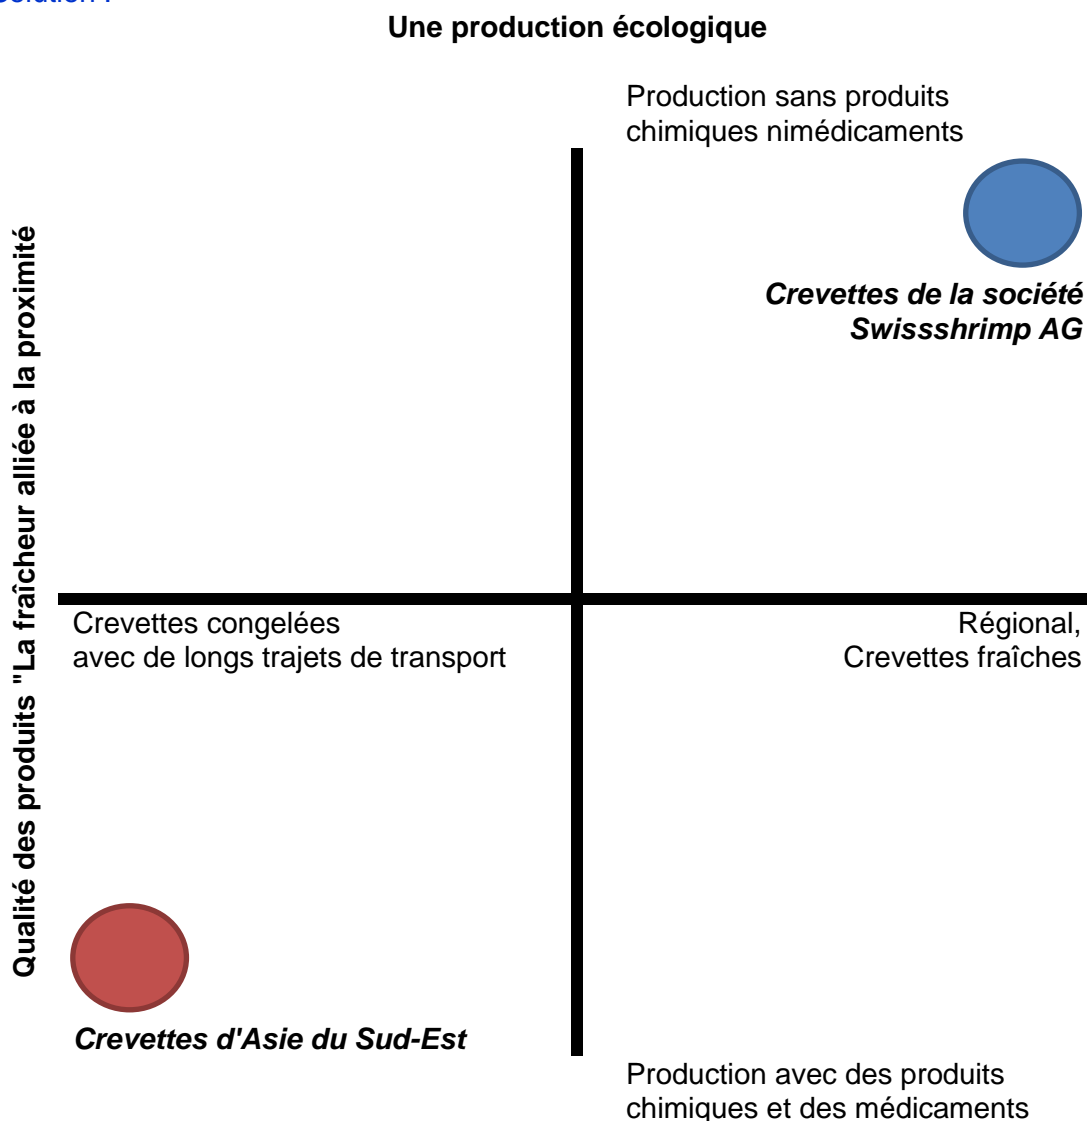 Solution :
Une production écologique
Production sans produits
chimiques nimédicaments
Crevettes de la société
Swissshrimp AG
Qualité des produits "La fraîcheur alliée à la proximité
Crevettes congelées
avec de longs trajets de transport
Régional,
Crevettes fraîches
Crevettes d'Asie du Sud-Est
Production avec des produits
chimiques et des médicaments